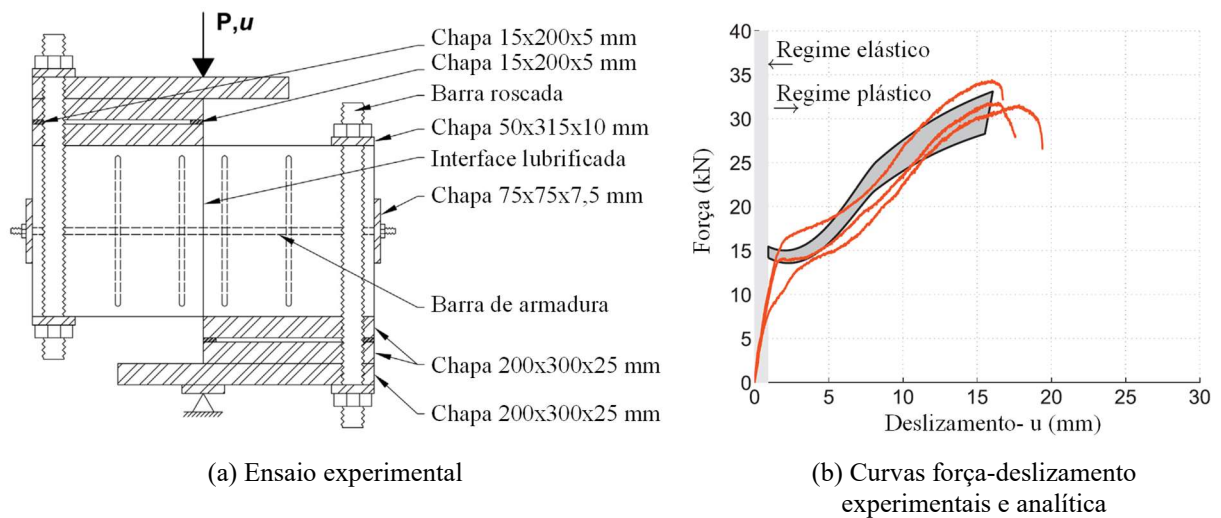 P,u
Chapa 15x200x5 mm
Chapa 15x200x5 mm
Barra roscada
Chapa 50x315x10 mm
Interface lubrificada
Chapa 75x75x7,5 mm
Barra de armadura
Chapa 200x300x25 mm
Chapa 200x300x25 mm
(a) Ensaio experimental
40
35
30
25
20
15
10
5
0
Força (kN)
Regime elástico
Regime plástico
0 5 10 15 20 25 30
Deslizamento- u (mm)
(b) Curvas força-deslizamento
experimentais e analítica